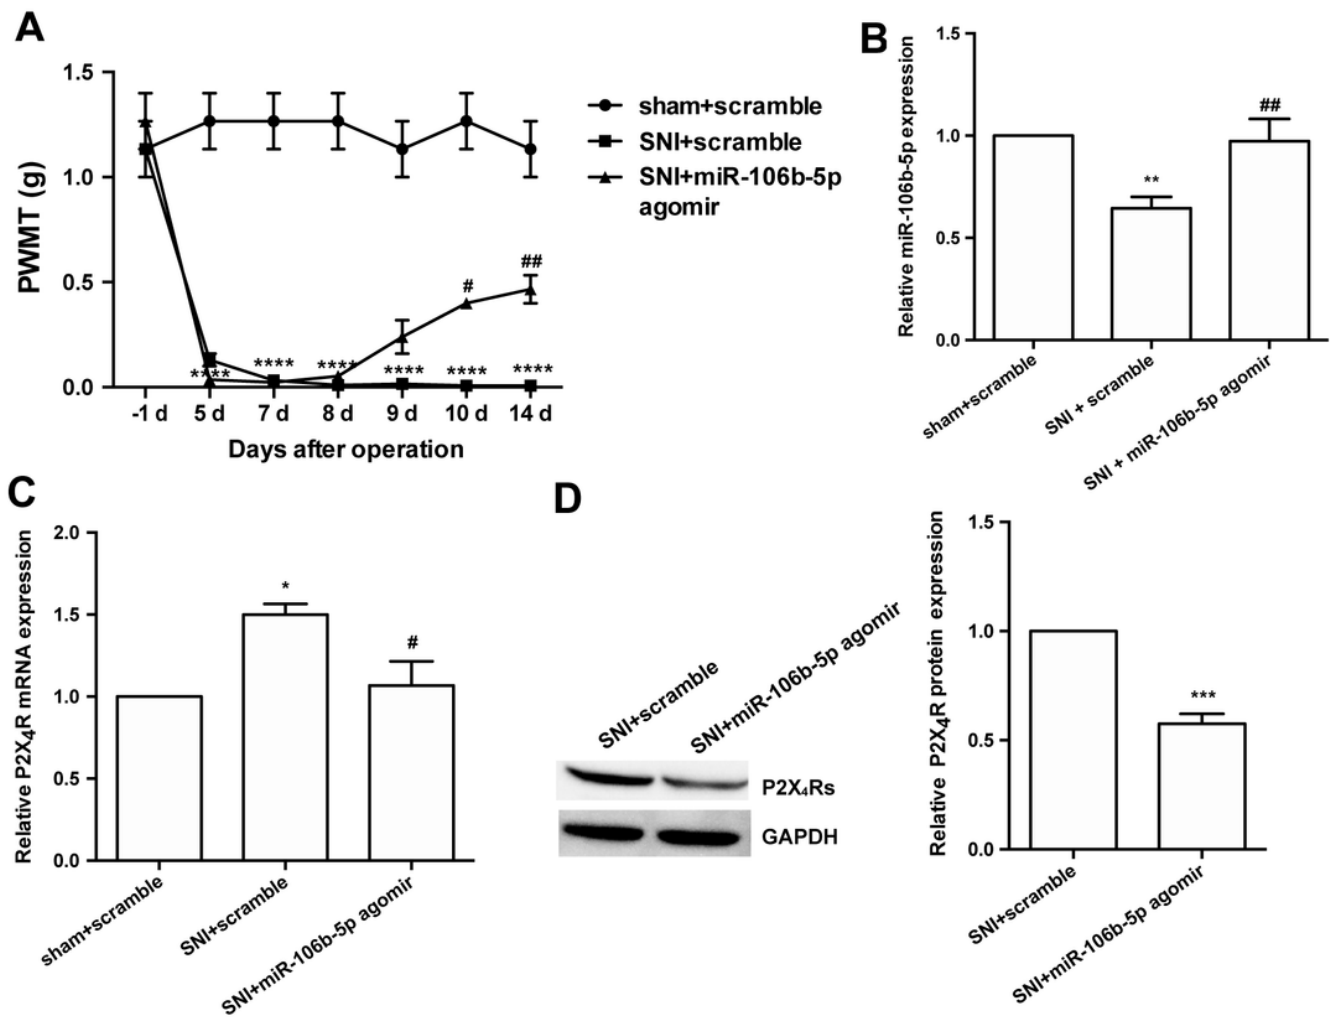 A
PWMT (g)
1.5
1.0
0.5
0.0
-1 d 5 d 7 d 8 d 9 d 10 d 14 d
Days after operation
**** **** **** **** **** ****
# ##
sham+scramble
SNI+scramble
SNI+miR-106b-5p
agomir
B
Relative miR-106b-5p expression
1.5
1.0
0.5
0.0
**
##
sham+scramble
SNI + scramble
SNI + miR-106b-5p agomir
C
Relative P2X₄R mRNA expression
2.0
1.5
1.0
0.5
0.0
*
#
sham+scramble
SNI+scramble
SNI+miR-106b-5p agomir
D
SNI+scramble
SNI+miR-106b-5p agomir
P2X₄Rs
GAPDH
Relative P2X₄R protein expression
1.5
1.0
0.5
0.0
***
SNI+scramble
SNI+miR-106b-5p agomir